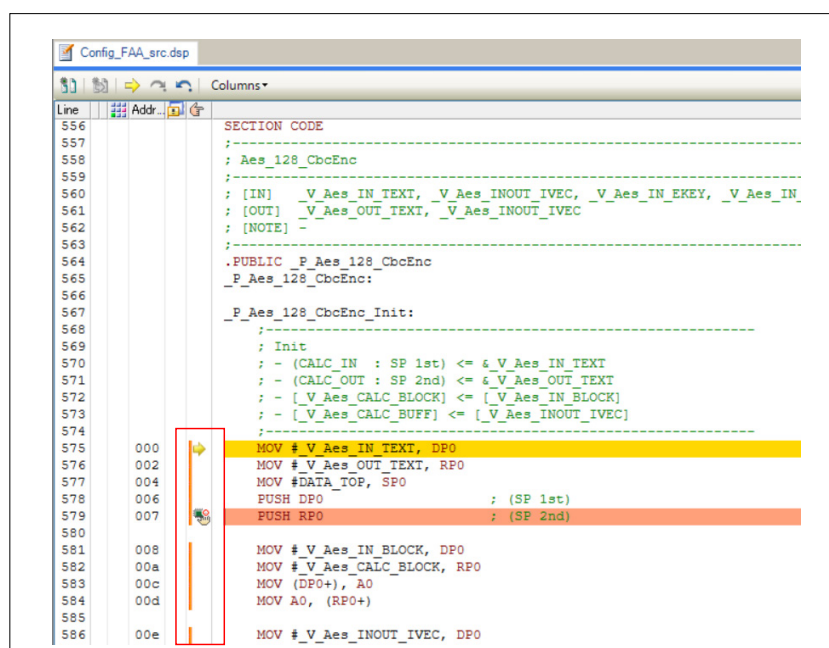 Config_FAA_src.dsp
Columns
Line Addr...
556 SECTION CODE
557 ;--------------------------------------------------------------------
558 ; Aes_128_CbcEnc
559 ;--------------------------------------------------------------------
560 ; [IN] _V_Aes_IN_TEXT, _V_Aes_INOUT_IVEC, _V_Aes_IN_EKEY, _V_Aes_IN_
561 ; [OUT] _V_Aes_OUT_TEXT, _V_Aes_INOUT_IVEC
562 ; [NOTE] -
563 ;--------------------------------------------------------------------
564 .PUBLIC _P_Aes_128_CbcEnc
565 _P_Aes_128_CbcEnc:
566
567 _P_Aes_128_CbcEnc_Init:
568 ;----------------------------------------------------------
569 ; Init
570 ; - (CALC_IN : SP 1st) <= &_V_Aes_IN_TEXT
571 ; - (CALC_OUT : SP 2nd) <= &_V_Aes_OUT_TEXT
572 ; - [_V_Aes_CALC_BLOCK] <= [_V_Aes_IN_BLOCK]
573 ; - [_V_Aes_CALC_BUFF] <= [_V_Aes_INOUT_IVEC]
574 ;----------------------------------------------------------
575 000 MOV #_V_Aes_IN_TEXT, DP0
576 002 MOV #_V_Aes_OUT_TEXT, RP0
577 004 MOV #DATA_TOP, SP0
578 006 PUSH DP0 ; (SP 1st)
579 007 PUSH RP0 ; (SP 2nd)
580
581 008 MOV #_V_Aes_IN_BLOCK, DP0
582 00a MOV #_V_Aes_CALC_BLOCK, RP0
583 00c MOV (DP0+), A0
584 00d MOV A0, (RP0+)
585
586 00e MOV #_V_Aes_INOUT_IVEC, DP0